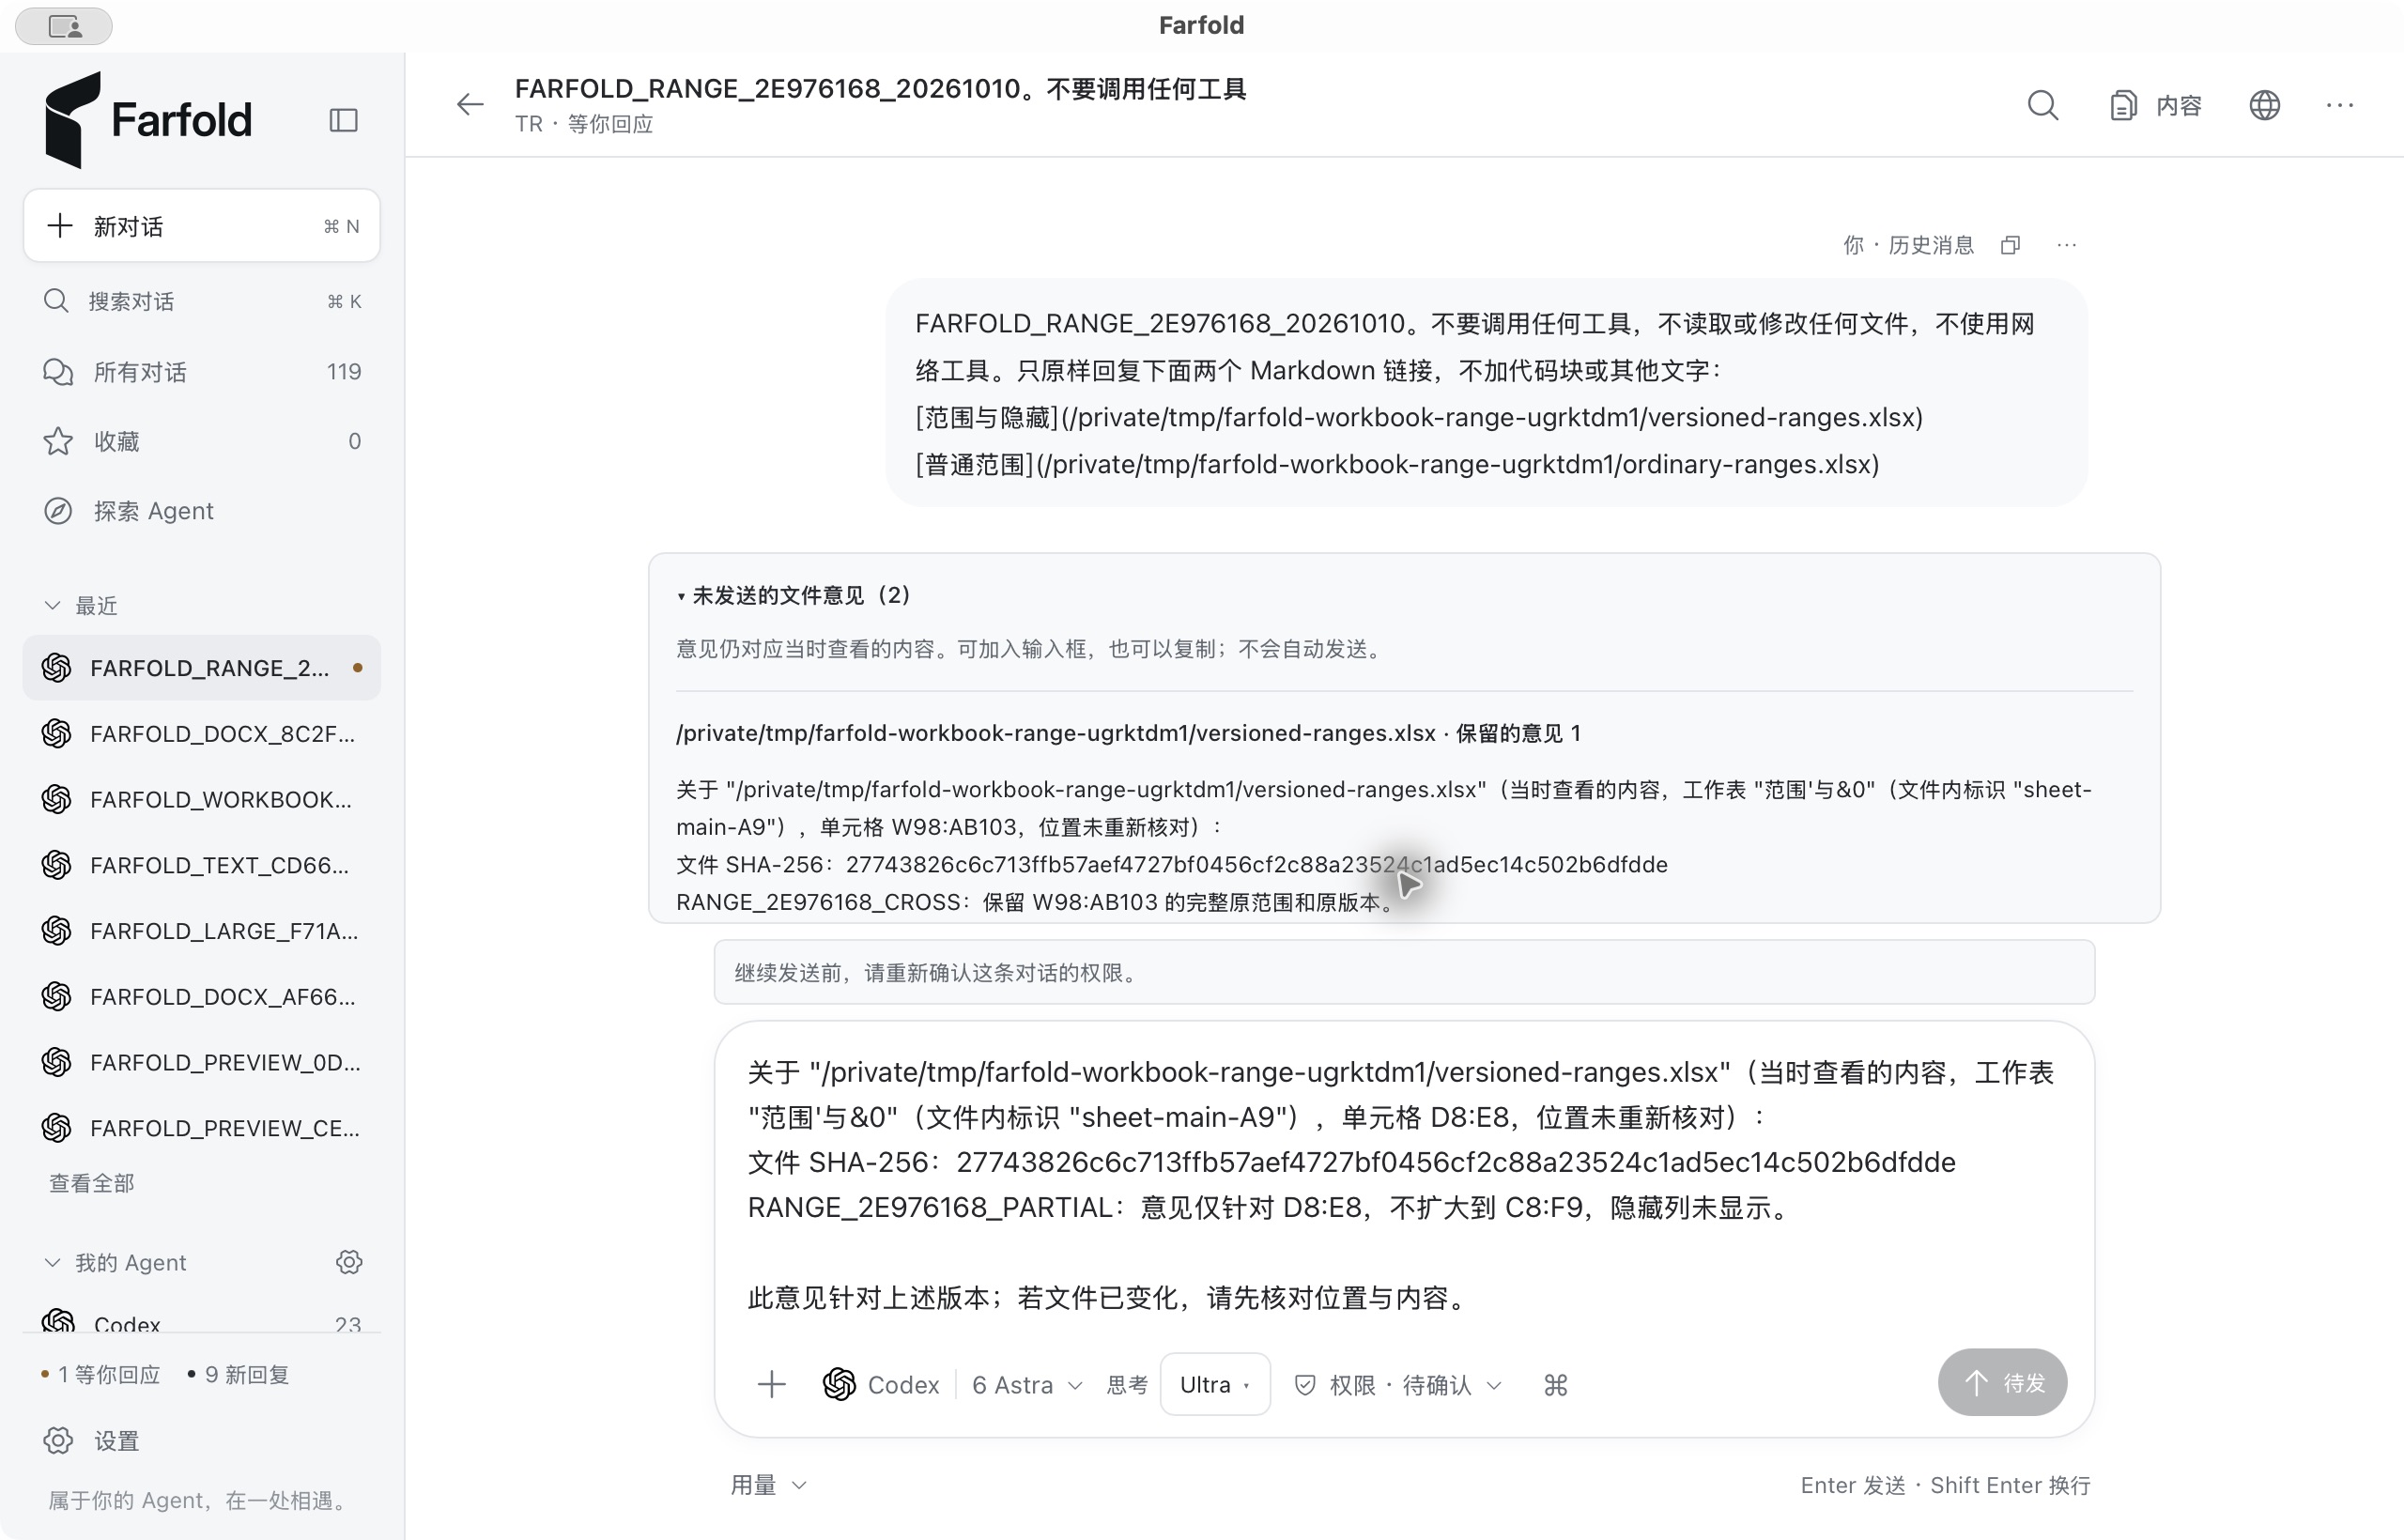 Farfold
Farfold
新对话
⌘ N
搜索对话
⌘ K
所有对话
119
收藏
0
探索 Agent
最近
FARFOLD_RANGE_2...
FARFOLD_DOCX_8C2F...
FARFOLD_WORKBOOK...
FARFOLD_TEXT_CD66...
FARFOLD_LARGE_F71A...
FARFOLD_DOCX_AF66...
FARFOLD_PREVIEW_0D...
FARFOLD_PREVIEW_CE...
查看全部
我的 Agent
Codex
23
1 等你回应
9 新回复
设置
属于你的 Agent，在一处相遇。
FARFOLD_RANGE_2E976168_20261010。不要调用任何工具
TR · 等你回应
内容
你 · 历史消息
FARFOLD_RANGE_2E976168_20261010。不要调用任何工具，不读取或修改任何文件，不使用网
络工具。只原样回复下面两个 Markdown 链接，不加代码块或其他文字：
[范围与隐藏](/private/tmp/farfold-workbook-range-ugrktdm1/versioned-ranges.xlsx)
[普通范围](/private/tmp/farfold-workbook-range-ugrktdm1/ordinary-ranges.xlsx)
未发送的文件意见（2）
意见仍对应当时查看的内容。可加入输入框，也可以复制；不会自动发送。
/private/tmp/farfold-workbook-range-ugrktdm1/versioned-ranges.xlsx · 保留的意见 1
关于 "/private/tmp/farfold-workbook-range-ugrktdm1/versioned-ranges.xlsx"（当时查看的内容，工作表 "范围'与&0"（文件内标识 "sheet-
main-A9"），单元格 W98:AB103，位置未重新核对）：
文件 SHA-256：27743826c6c713ffb57aef4727bf0456cf2c88a23524c1ad5ec14c502b6dfdde
RANGE_2E976168_CROSS：保留 W98:AB103 的完整原范围和原版本。
继续发送前，请重新确认这条对话的权限。
关于 "/private/tmp/farfold-workbook-range-ugrktdm1/versioned-ranges.xlsx"（当时查看的内容，工作表
"范围'与&0"（文件内标识 "sheet-main-A9"），单元格 D8:E8，位置未重新核对）：
文件 SHA-256：27743826c6c713ffb57aef4727bf0456cf2c88a23524c1ad5ec14c502b6dfdde
RANGE_2E976168_PARTIAL：意见仅针对 D8:E8，不扩大到 C8:F9，隐藏列未显示。
此意见针对上述版本；若文件已变化，请先核对位置与内容。
Codex
6 Astra
思考
Ultra
权限 · 待确认
⌘
待发
用量
Enter 发送 · Shift Enter 换行